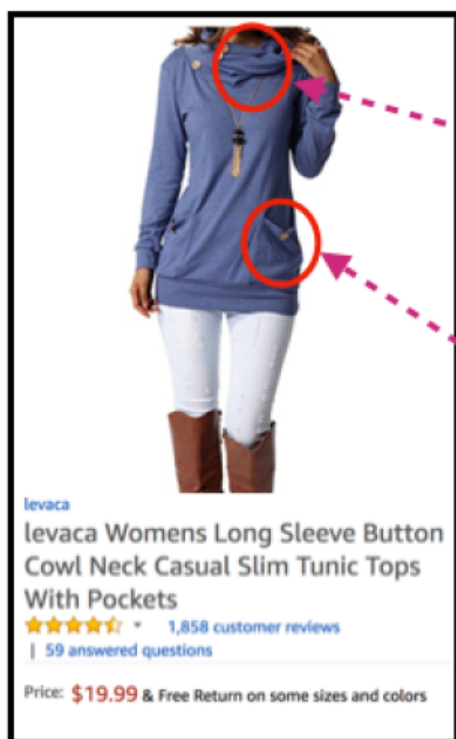 levaca
levaca Womens Long Sleeve Button
Cowl Neck Casual Slim Tunic Tops
With Pockets
1,858 customer reviews
| 59 answered questions
Price: $19.99 & Free Return on some sizes and colors